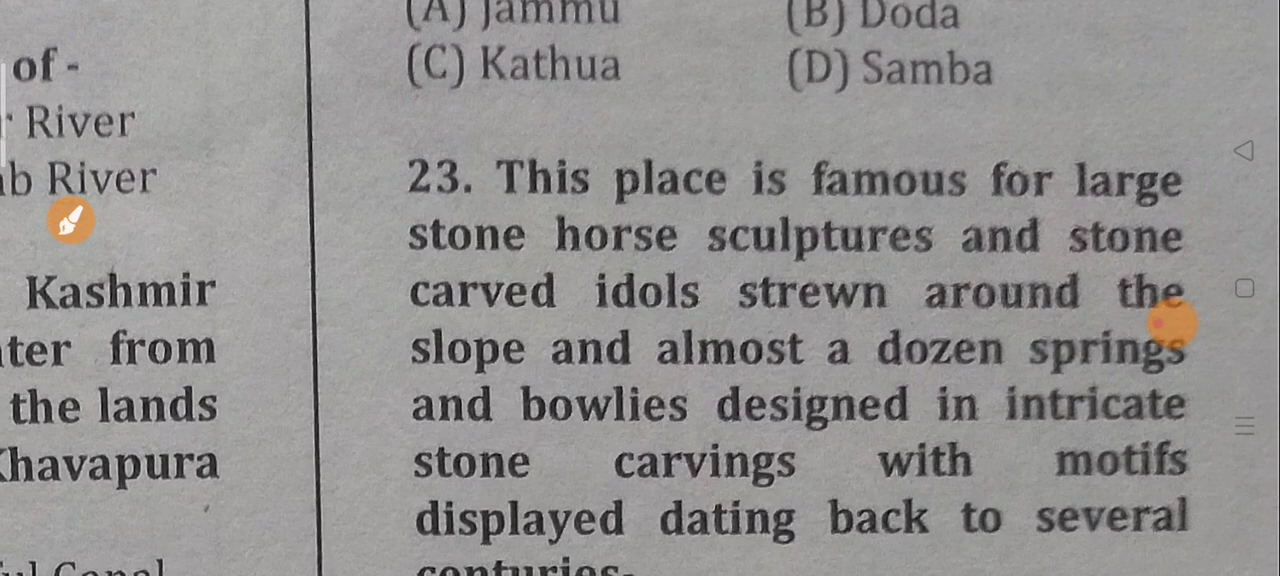 of -
River
River
Kashmir
from
the lands
(A) Jammu (B) Doda
(C) Kathua (D) Samba
23. This place is famous for large
stone horse sculptures and stone
carved idols strewn around the
slope and almost a dozen springs
and bowlies designed in intricate
stone carvings with motifs
displayed dating back to several
centuries-